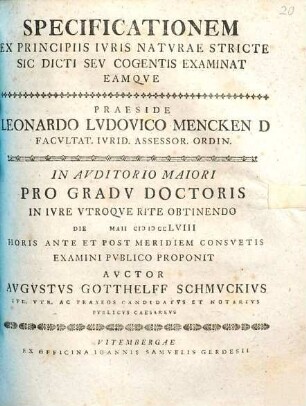 20
SPECIFICATIONEM
EX PRINCIPIIS IVRIS NATVRAE STRICTE
SIC DICTI SEV COGENTIS EXAMINAT
EAMQVE
PRAESIDE
LEONARDO LVDOVICO MENCKEN D
FACVLTAT. IVRID. ASSESSOR. ORDIN.
IN AVDITORIO MAIORI
PRO GRADV DOCTORIS
IN IVRE VTROQVE RITE OBTINENDO
DIE MAII CIↃIↃCCLVIII
HORIS ANTE ET POST MERIDIEM CONSVETIS
EXAMINI PVBLICO PROPONIT
AVCTOR
AVGVSTVS GOTTHELFF SCHMVCKIVS
IVR. VTR. AC PRAXEOS CANDIDATVS ET NOTARIVS
PVBLICVS CAESAREVS
VITEMBERGAE
EX OFFICINA IOANNIS SAMVELIS GERDESII